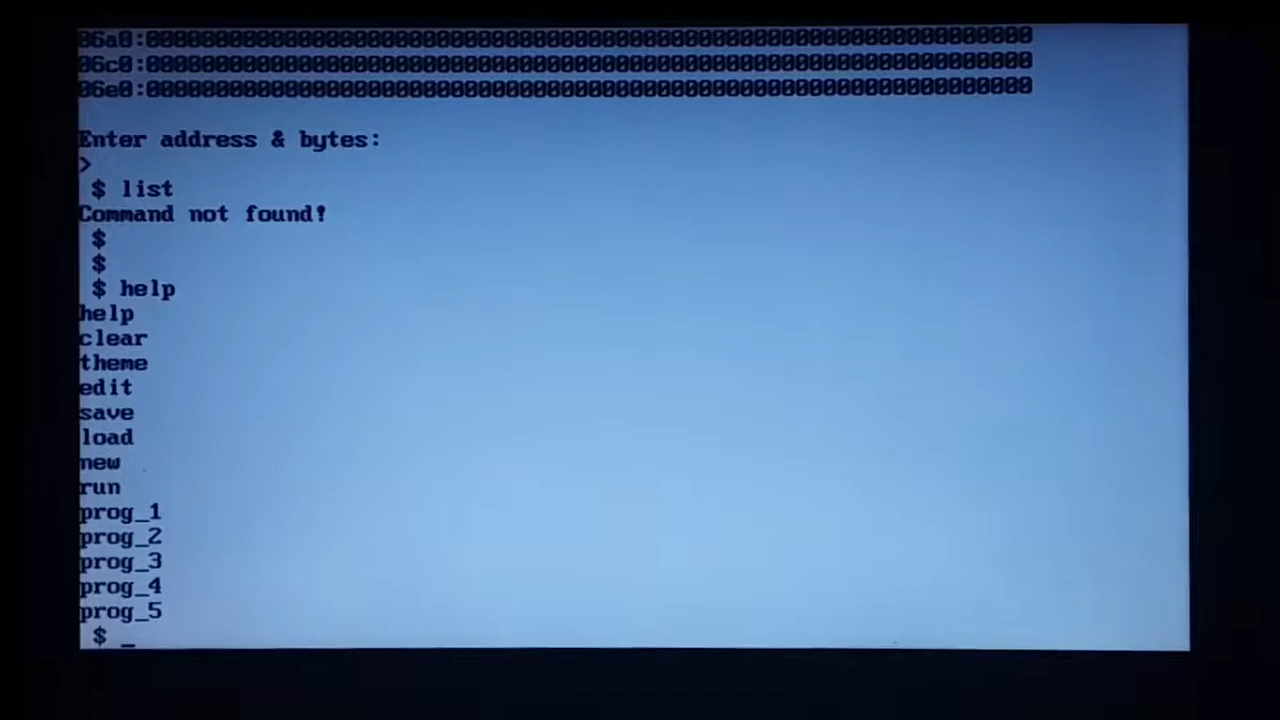 06a0:0000000000000000000000000000000000000000000000000000000000000000
06c0:0000000000000000000000000000000000000000000000000000000000000000
06e0:0000000000000000000000000000000000000000000000000000000000000000
Enter address & bytes:
>
$ list
Command not found!
$
$
$ help
help
clear
theme
edit
save
load
new
run
prog_1
prog_2
prog_3
prog_4
prog_5
$ _